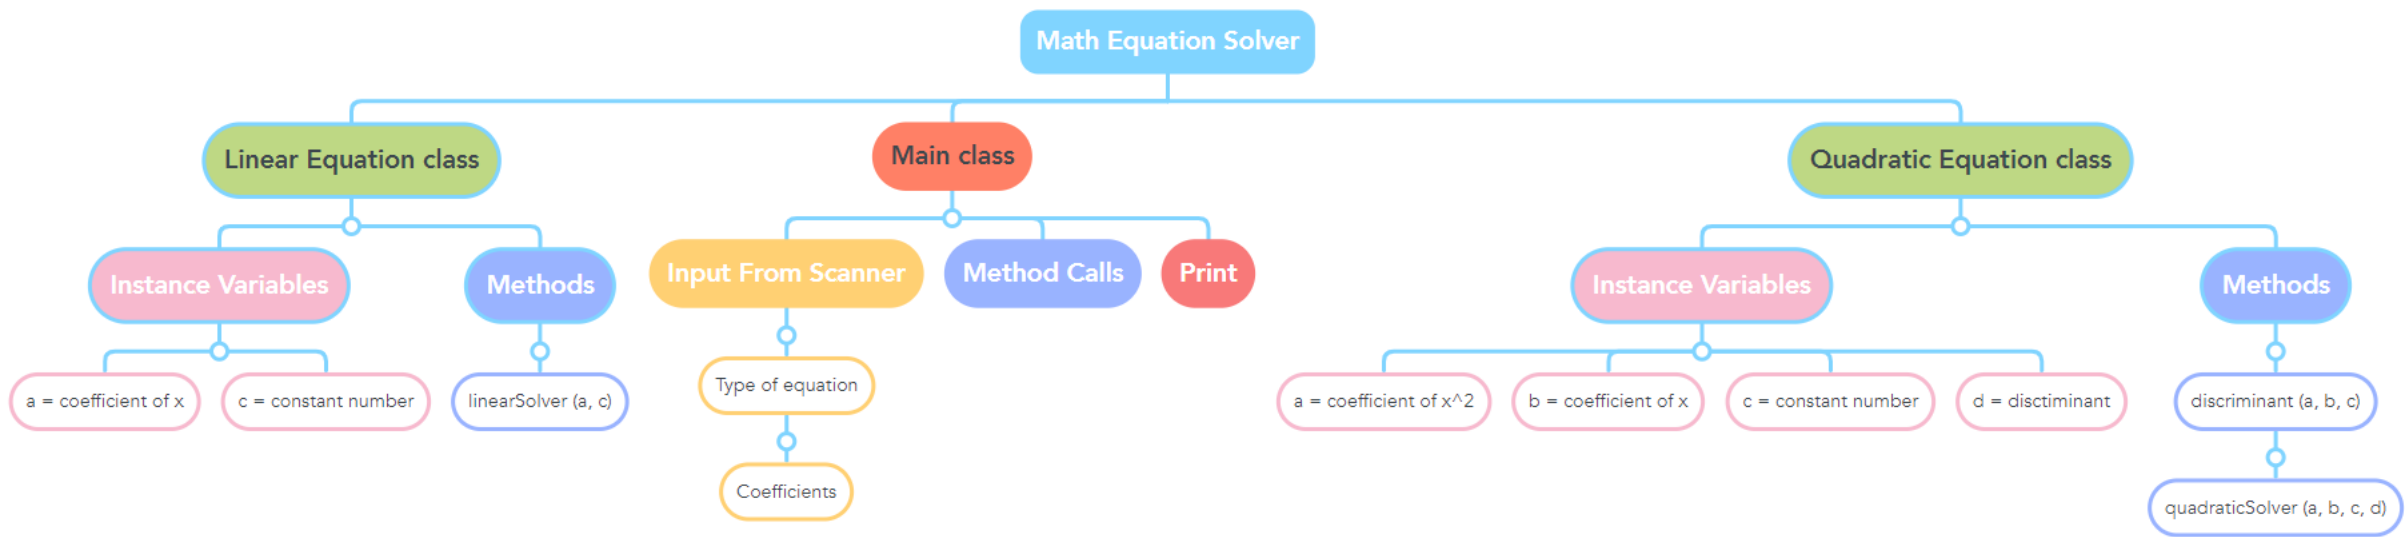 Math Equation Solver
Linear Equation class
Main class
Quadratic Equation class
Instance Variables
Methods
Input From Scanner
Method Calls
Print
Instance Variables
Methods
a = coefficient of x
c = constant number
linearSolver (a, c)
Type of equation
Coefficients
a = coefficient of x^2
b = coefficient of x
c = constant number
d = disctiminant
discriminant (a, b, c)
quadraticSolver (a, b, c, d)